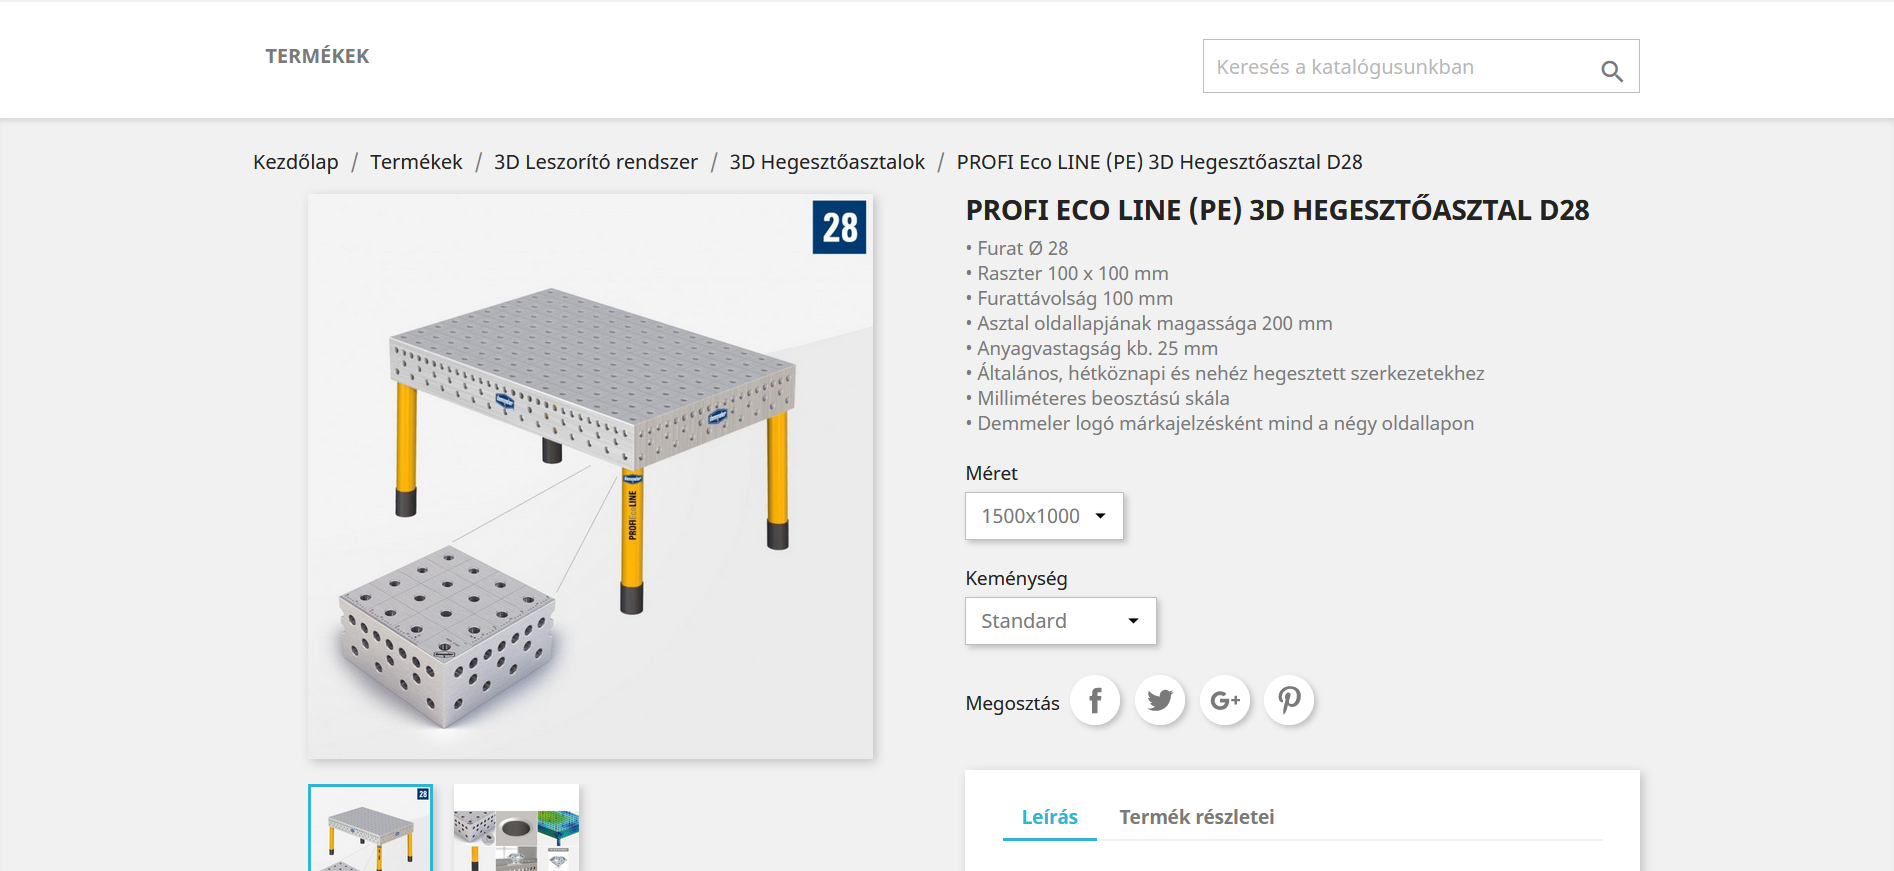 TERMÉKEK
Keresés a katalógusunkban
Kezdőlap / Termékek / 3D Leszorító rendszer / 3D Hegesztőasztalok / PROFI Eco LINE (PE) 3D Hegesztőasztal D28
28
PROFIEcoLINE
28
PROFI ECO LINE (PE) 3D HEGESZTŐASZTAL D28
• Furat Ø 28
• Raszter 100 x 100 mm
• Furattávolság 100 mm
• Asztal oldallapjának magassága 200 mm
• Anyagvastagság kb. 25 mm
• Általános, hétköznapi és nehéz hegesztett szerkezetekhez
• Milliméteres beosztású skála
• Demmeler logó márkajelzésként mind a négy oldallapon
Méret
1500x1000
Keménység
Standard
Megosztás
Leírás Termék részletei